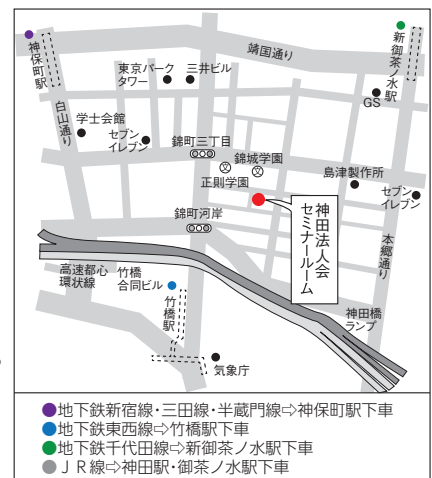 靖国通り
神保町駅
新御茶ノ水駅
東京パーク
タワー
三井ビル
白山通り
GS
学士会館
セブン
イレブン
錦町三丁目
錦城学園
正則学園
島津製作所
セブン
イレブン
錦町河岸
神田法人会
セミナールーム
本郷通り
高速都心
環状線
竹橋
合同ビル
竹橋駅
神田橋
ランプ
気象庁
●地下鉄新宿線・三田線・半蔵門線⇨神保町駅下車
●地下鉄東西線⇨竹橋駅下車
●地下鉄千代田線⇨新御茶ノ水駅下車
●ＪＲ線⇨神田駅・御茶ノ水駅下車